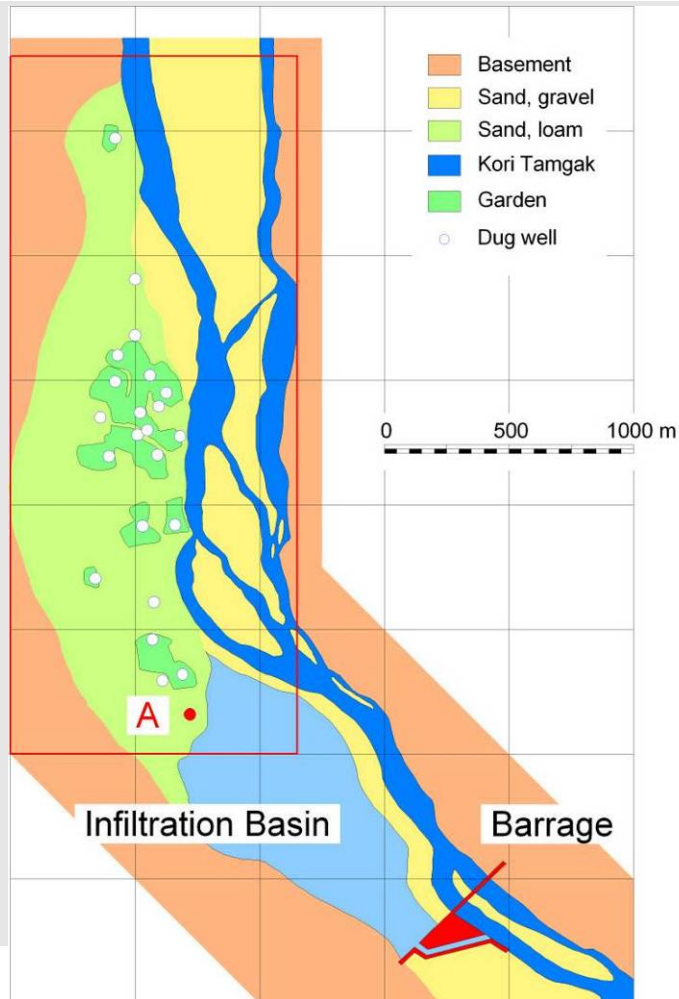 Basement
Sand, gravel
Sand, loam
Kori Tamgak
Garden
Dug well
0 500 1000 m
A
Infiltration Basin
Barrage